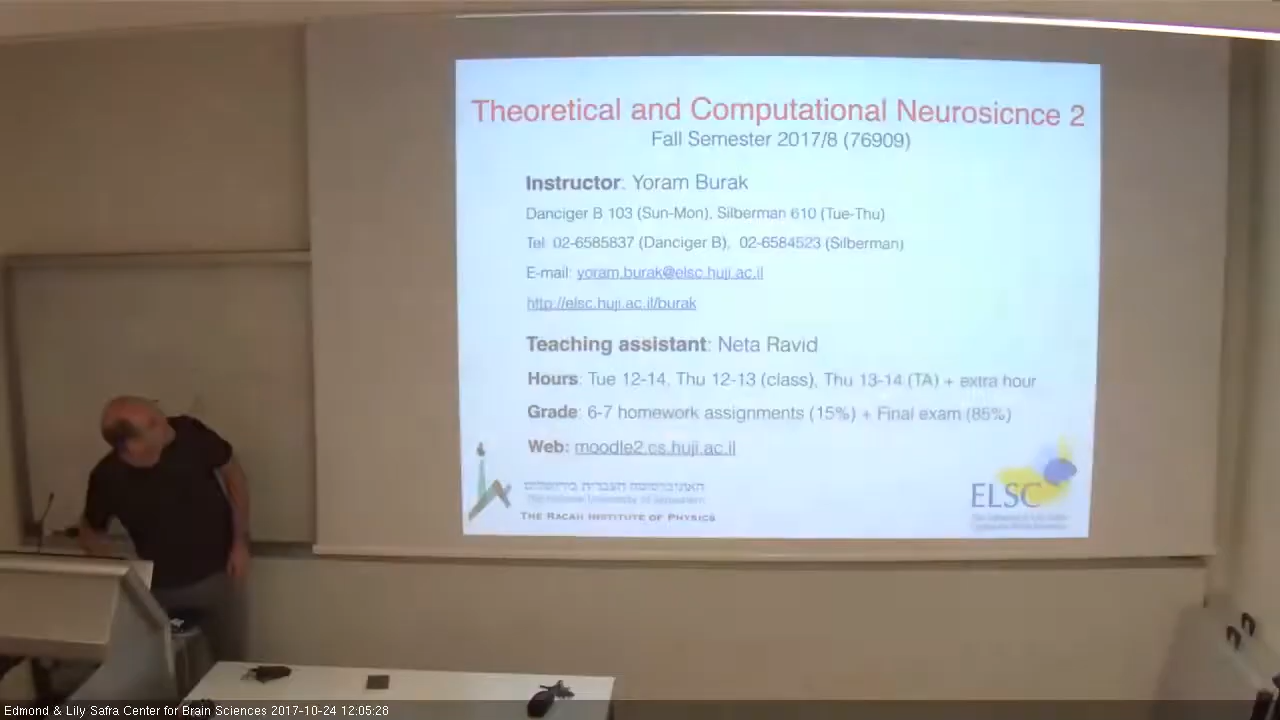 Theoretical and Computational Neurosicnce 2
Fall Semester 2017/8 (76909)
Instructor: Yoram Burak
Danciger B 103 (Sun-Mon), Silberman 610 (Tue-Thu)
Tel: 02-6585837 (Danciger B), 02-6584523 (Silberman)
E-mail: yoram.burak@elsc.huji.ac.il
http://elsc.huji.ac.il/burak
Teaching assistant: Neta Ravid
Hours: Tue 12-14, Thu 12-13 (class), Thu 13-14 (TA) + extra hour
Grade: 6-7 homework assignments (15%) + Final exam (85%)
Web: moodle2.cs.huji.ac.il
האוניברסיטה העברית בירושלים
The Hebrew University of Jerusalem
THE RACAH INSTITUTE OF PHYSICS
ELSC
Edmond & Lily Safra Center for Brain Sciences 2017-10-24 12:05:28